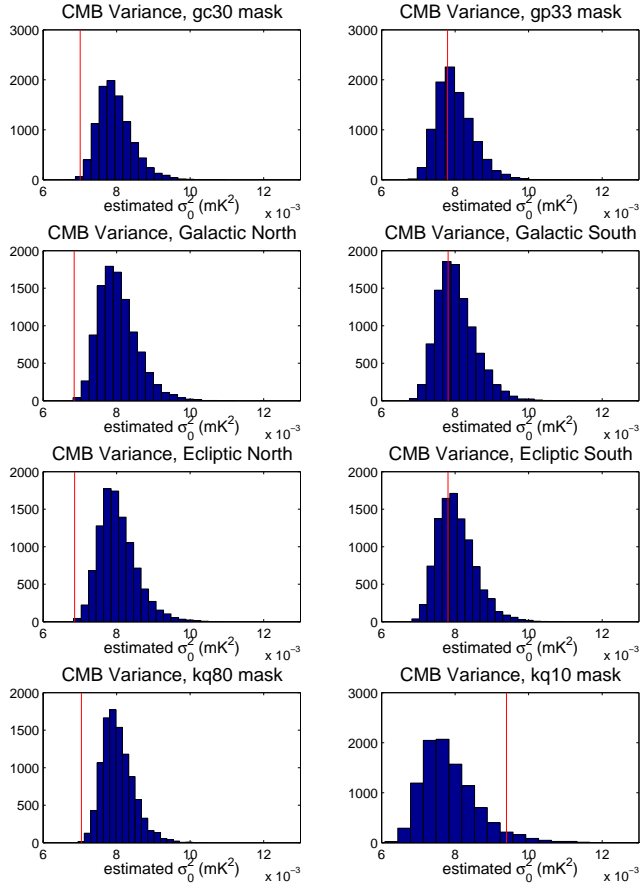 CMB Variance, gc30 mask
3000
2000
1000
0
6 8 10 12
estimated σ₀² (mK²)
x 10⁻³
CMB Variance, gp33 mask
3000
2000
1000
0
6 8 10 12
estimated σ₀² (mK²)
x 10⁻³
CMB Variance, Galactic North
2000
1500
1000
500
0
6 8 10 12
estimated σ₀² (mK²)
x 10⁻³
CMB Variance, Galactic South
2000
1500
1000
500
0
6 8 10 12
estimated σ₀² (mK²)
x 10⁻³
CMB Variance, Ecliptic North
2000
1500
1000
500
0
6 8 10 12
estimated σ₀² (mK²)
x 10⁻³
CMB Variance, Ecliptic South
2000
1500
1000
500
0
6 8 10 12
estimated σ₀² (mK²)
x 10⁻³
CMB Variance, kq80 mask
2000
1500
1000
500
0
6 8 10 12
estimated σ₀² (mK²)
x 10⁻³
CMB Variance, kq10 mask
3000
2000
1000
0
6 8 10 12
estimated σ₀² (mK²)
x 10⁻³